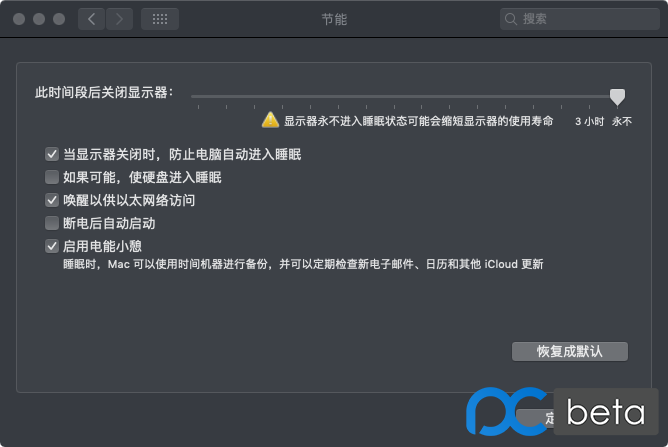 节能
搜索
此时间段后关闭显示器：
显示器永不进入睡眠状态可能会缩短显示器的使用寿命
3 小时 永不
当显示器关闭时，防止电脑自动进入睡眠
如果可能，使硬盘进入睡眠
唤醒以供以太网络访问
断电后自动启动
启用电能小憩
睡眠时，Mac 可以使用时间机器进行备份，并可以定期检查新电子邮件、日历和其他 iCloud 更新
恢复成默认
定
pc beta